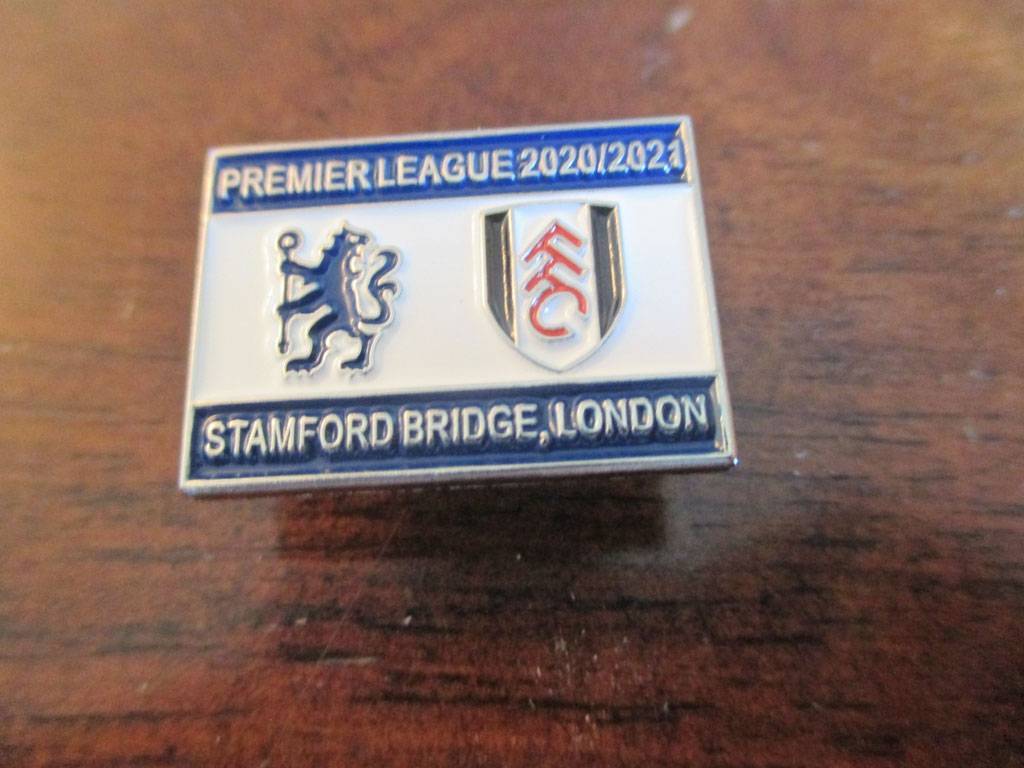 PREMIER LEAGUE 2020/2021
FFC
STAMFORD BRIDGE, LONDON